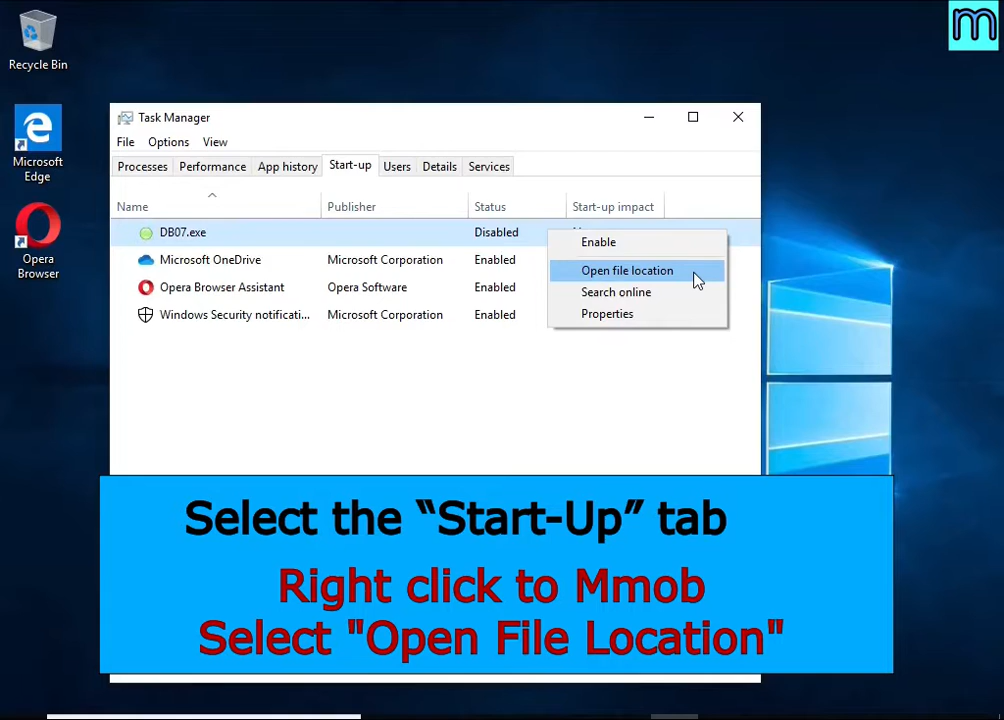 m
Recycle Bin
Microsoft
Edge
Opera
Browser
Task Manager
File Options View
Processes Performance App history Start-up Users Details Services
Name Publisher Status Start-up impact
DB07.exe Disabled
Microsoft OneDrive Microsoft Corporation Enabled
Opera Browser Assistant Opera Software Enabled
Windows Security notificati... Microsoft Corporation Enabled
Enable
Open file location
Search online
Properties
Select the “Start-Up” tab
Right click to Mmob
Select "Open File Location"